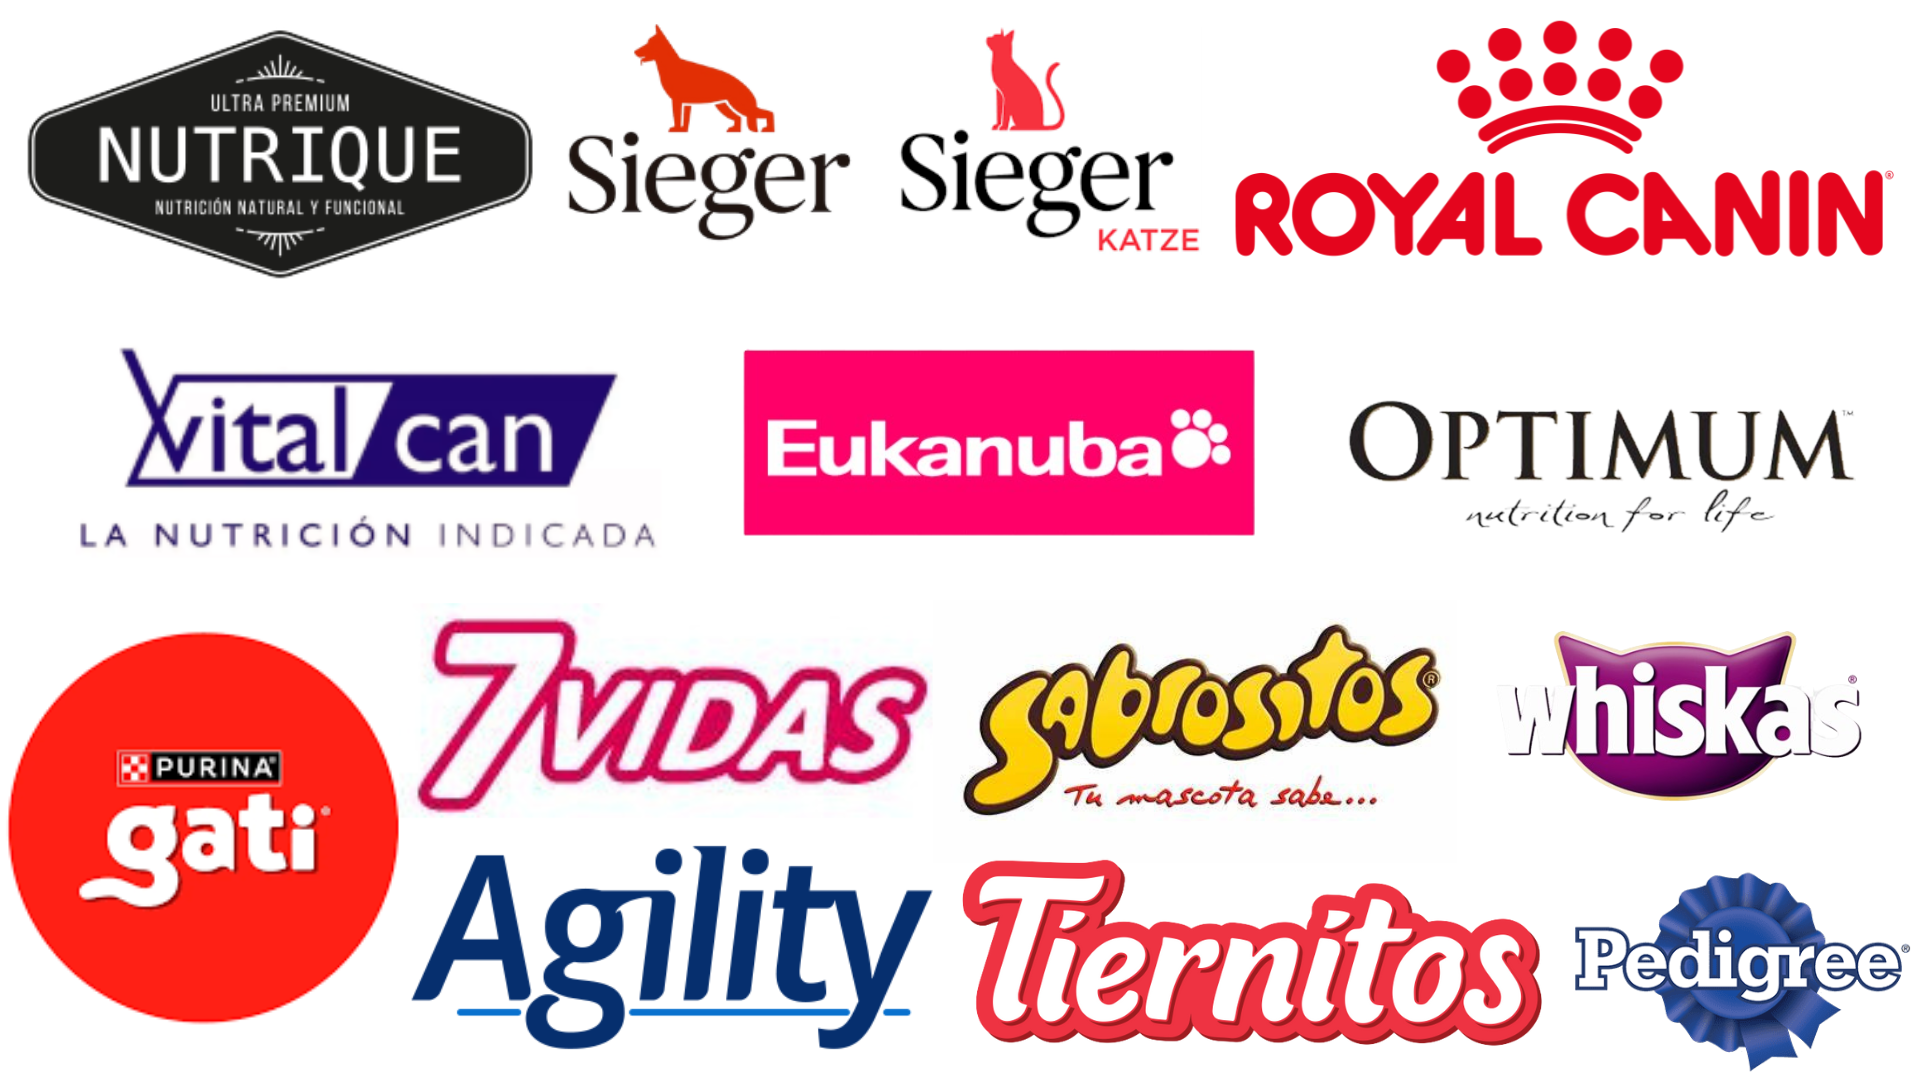 ULTRA PREMIUM
NUTRIQUE
NUTRICIÓN NATURAL Y FUNCIONAL
Sieger
Sieger
KATZE
ROYAL CANIN®
Vital can
LA NUTRICIÓN INDICADA
Eukanuba
OPTIMUM™
nutrition for life
PURINA®
gati®
7VIDAS
Sabrositos®
Tu mascota sabe...
whiskas®
Agility
Tiernitos
Pedigree®